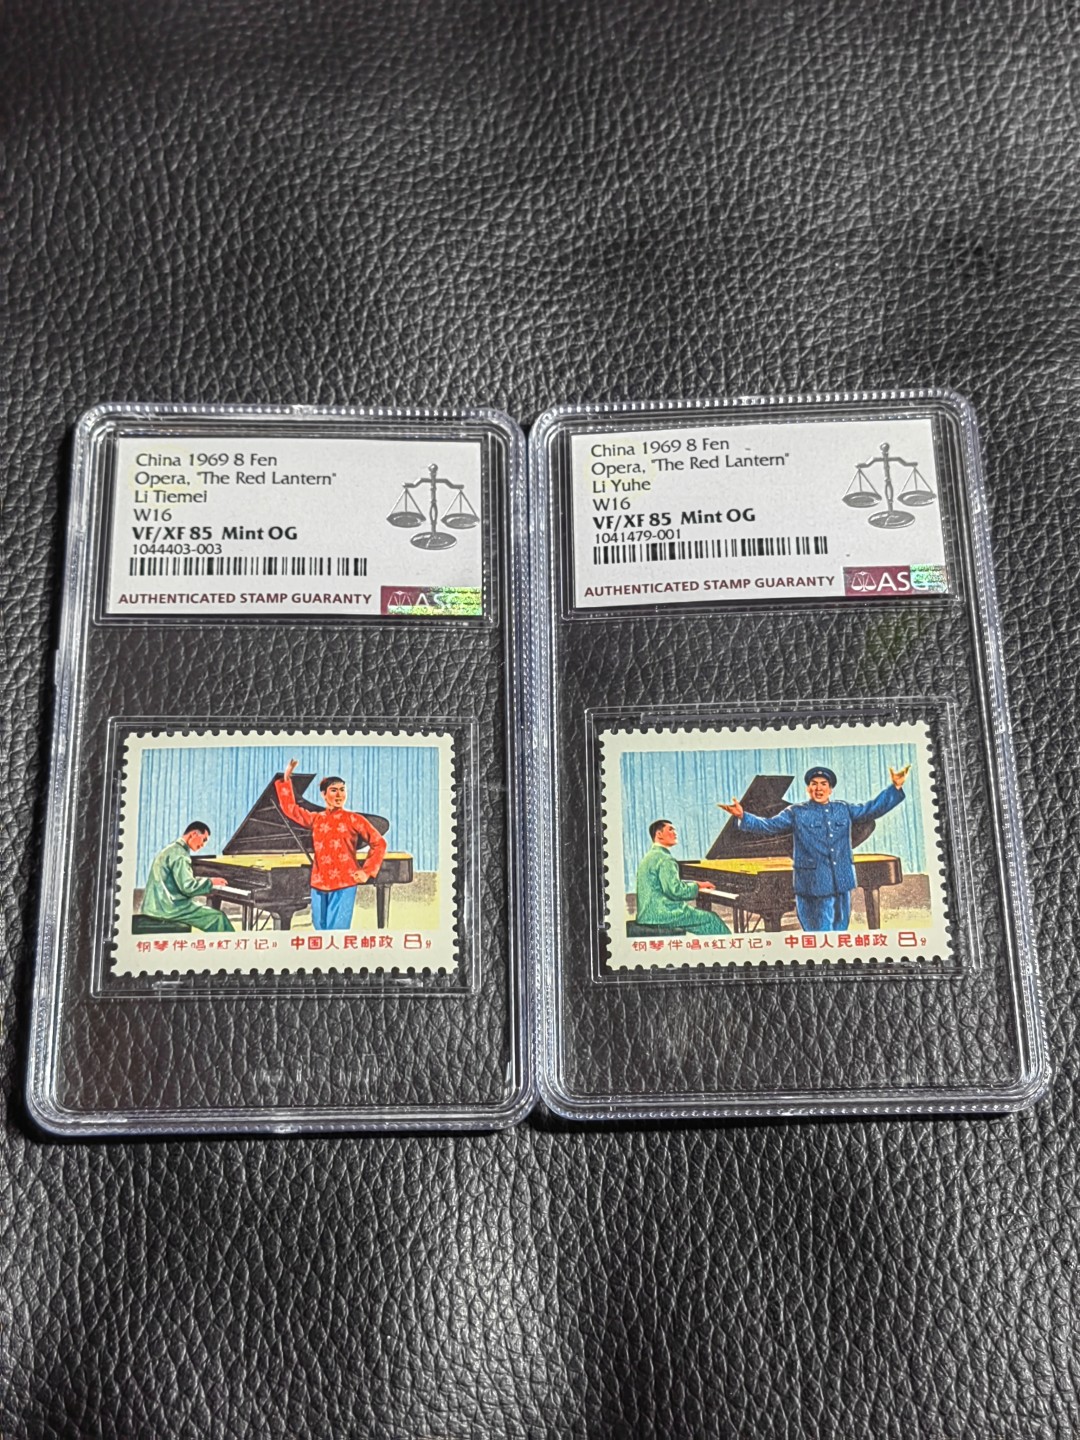 China 1969 8 Fen
Opera, "The Red Lantern"
Li Tiemei
W16
VF/XF 85 Mint OG
1044403-003
AUTHENTICATED STAMP GUARANTY
ASG
钢琴伴唱《红灯记》 中国人民邮政 8分
China 1969 8 Fen
Opera, "The Red Lantern"
Li Yuhe
W16
VF/XF 85 Mint OG
1041479-001
AUTHENTICATED STAMP GUARANTY
ASG
钢琴伴唱《红灯记》 中国人民邮政 8分